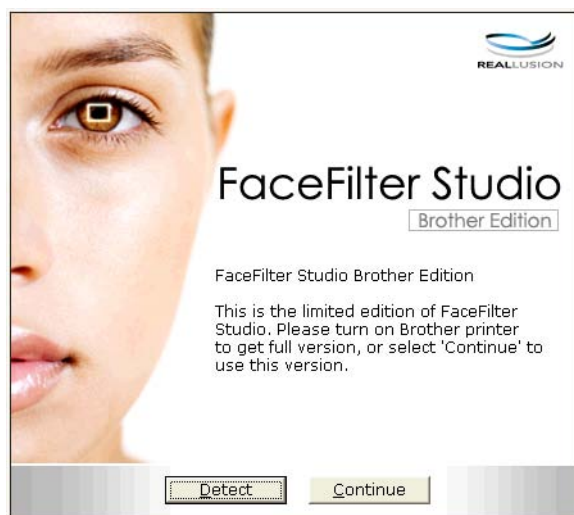 REALLUSION
FaceFilter Studio
Brother Edition
FaceFilter Studio Brother Edition
This is the limited edition of FaceFilter
Studio. Please turn on Brother printer
to get full version, or select 'Continue' to
use this version.
Detect
Continue